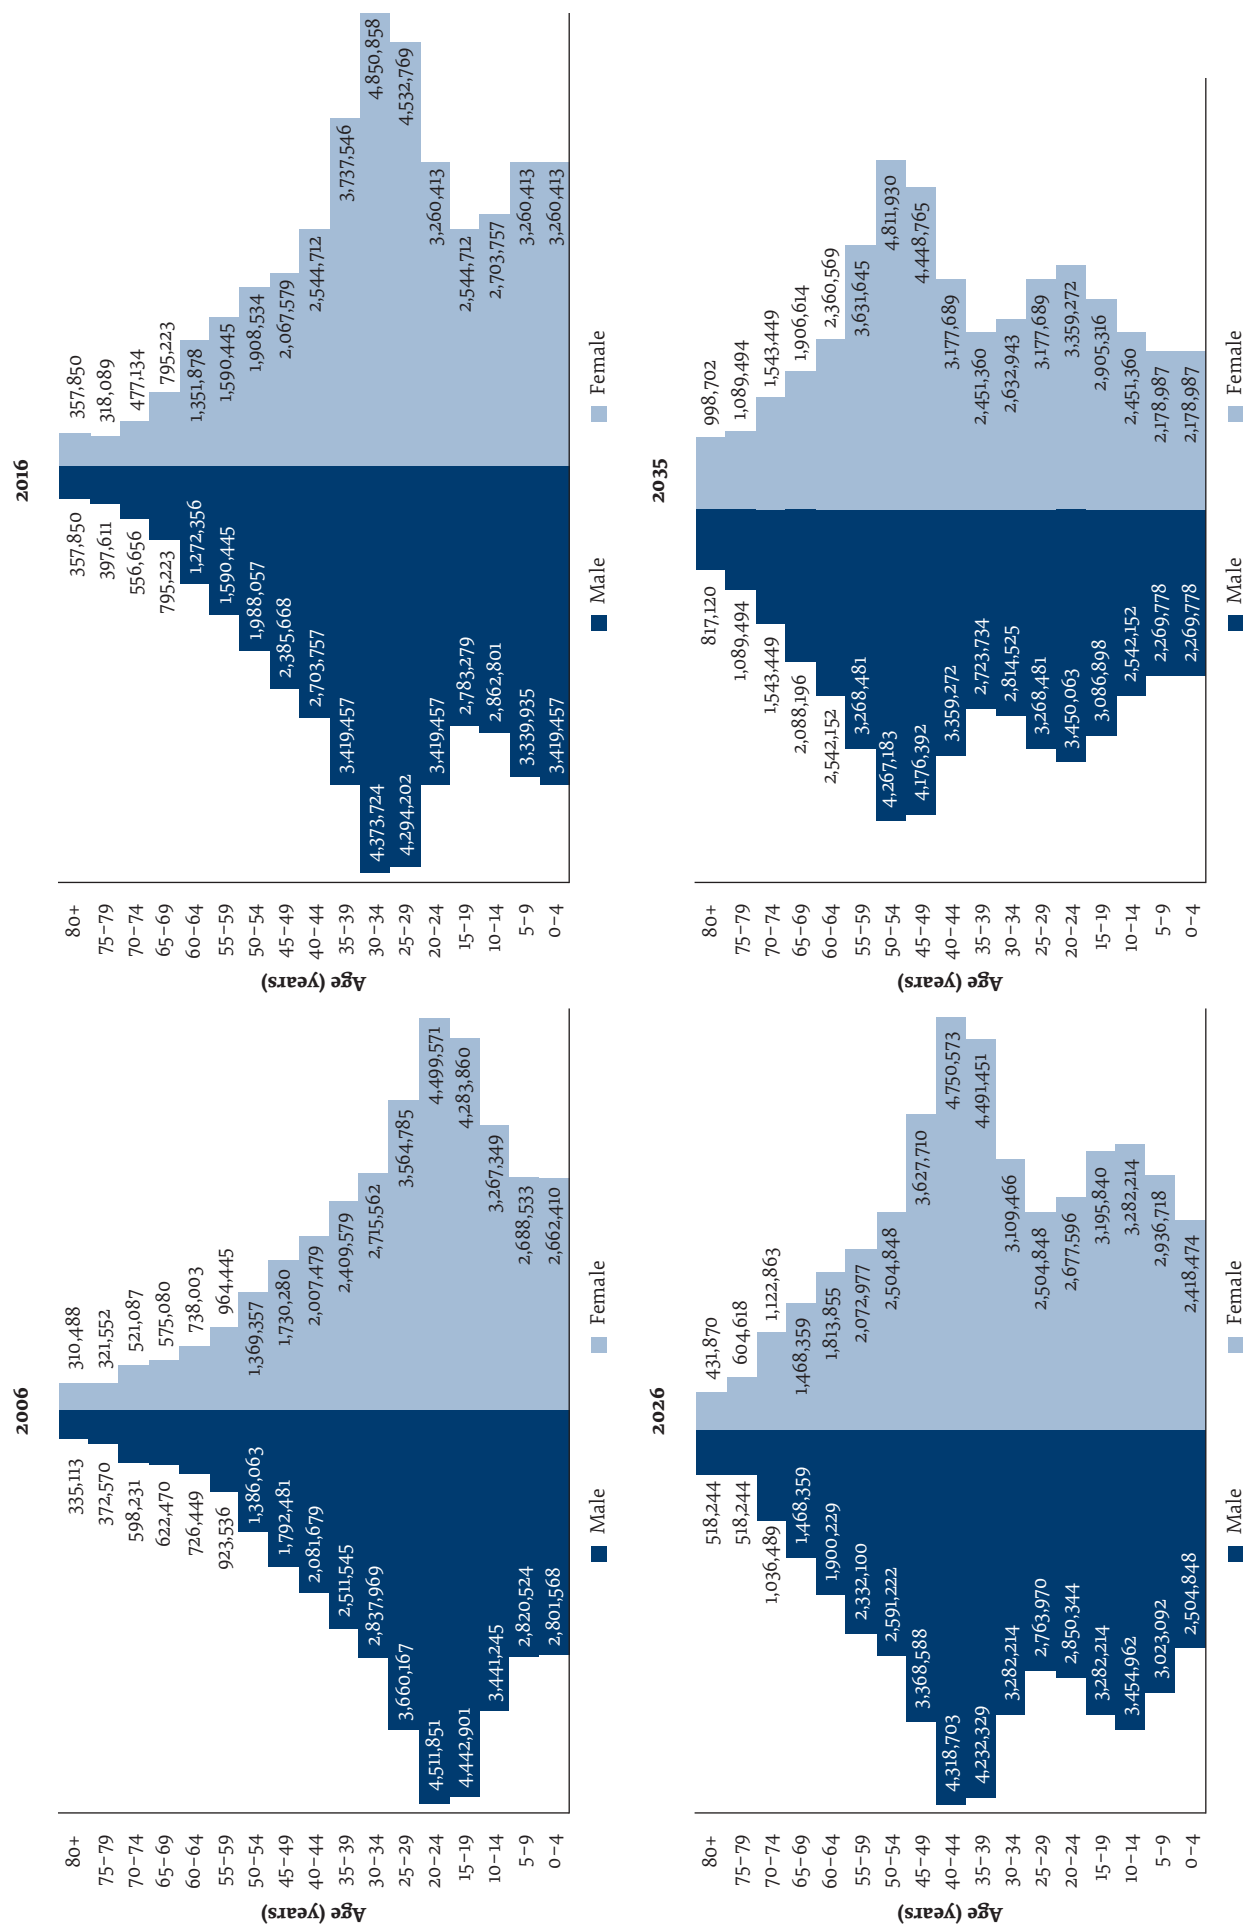 2006
Age (years)
80+ 335,113 310,488
75–79 372,570 321,552
70–74 598,231 521,087
65–69 622,470 575,080
60–64 726,449 738,003
55–59 923,536 964,445
50–54 1,386,063 1,369,357
45–49 1,792,481 1,730,280
40–44 2,081,679 2,007,479
35–39 2,511,545 2,409,579
30–34 2,837,969 2,715,562
25–29 3,660,167 3,564,785
20–24 4,511,851 4,499,571
15–19 4,442,901 4,283,860
10–14 3,441,245 3,267,349
5–9 2,820,524 2,688,533
0–4 2,801,568 2,662,410
Male Female
2016
Age (years)
80+ 357,850 357,850
75–79 397,611 318,089
70–74 556,656 477,134
65–69 795,223 795,223
60–64 1,272,356 1,351,878
55–59 1,590,445 1,590,445
50–54 1,988,057 1,908,534
45–49 2,385,668 2,067,579
40–44 2,703,757 2,544,712
35–39 3,419,457 3,737,546
30–34 4,373,724 4,850,858
25–29 4,294,202 4,532,769
20–24 3,419,457 3,260,413
15–19 2,783,279 2,544,712
10–14 2,862,801 2,703,757
5–9 3,339,935 3,260,413
0–4 3,419,457 3,260,413
Male Female
2026
Age (years)
80+ 518,244 431,870
75–79 518,244 604,618
70–74 1,036,489 1,122,863
65–69 1,468,359 1,468,359
60–64 1,900,229 1,813,855
55–59 2,332,100 2,072,977
50–54 2,591,222 2,504,848
45–49 3,368,588 3,627,710
40–44 4,318,703 4,750,573
35–39 4,232,329 4,491,451
30–34 3,282,214 3,109,466
25–29 2,763,970 2,504,848
20–24 2,850,344 2,677,596
15–19 3,282,214 3,195,840
10–14 3,454,962 3,282,214
5–9 3,023,092 2,936,718
0–4 2,504,848 2,418,474
Male Female
2035
Age (years)
80+ 817,120 998,702
75–79 1,089,494 1,089,494
70–74 1,543,449 1,543,449
65–69 2,088,196 1,906,614
60–64 2,542,152 2,360,569
55–59 3,268,481 3,631,645
50–54 4,267,183 4,811,930
45–49 4,176,392 4,448,765
40–44 3,359,272 3,177,689
35–39 2,723,734 2,451,360
30–34 2,814,525 2,632,943
25–29 3,268,481 3,177,689
20–24 3,450,063 3,359,272
15–19 3,086,898 2,905,316
10–14 2,542,152 2,451,360
5–9 2,269,778 2,178,987
0–4 2,269,778 2,178,987
Male Female